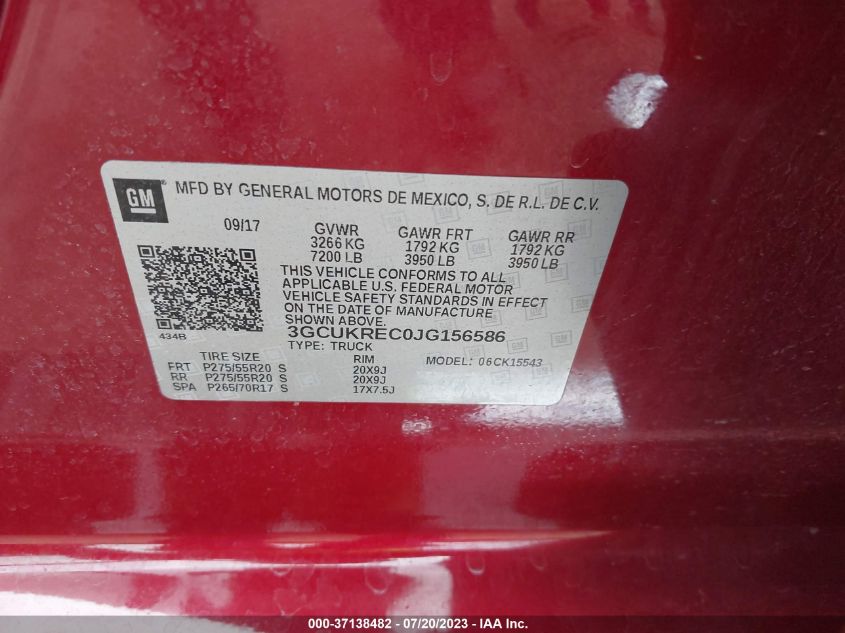 GM ® MFD BY GENERAL MOTORS DE MEXICO, S. DE R.L. DE C.V.
09/17 GVWR GAWR FRT GAWR RR
3266 KG 1792 KG 1792 KG
7200 LB 3950 LB 3950 LB
THIS VEHICLE CONFORMS TO ALL
APPLICABLE U.S. FEDERAL MOTOR
VEHICLE SAFETY STANDARDS IN EFFECT
ON THE DATE OF MANUFACTURE
SHOWN ABOVE.
434B 3GCUKREC0JG156586
TYPE: TRUCK
TIRE SIZE RIM MODEL: 06CK15543
FRT P275/55R20 S 20X9J
RR P275/55R20 S 20X9J
SPA P265/70R17 S 17X7.5J
000-37138482 - 07/20/2023 - Copyright IAA, Inc.